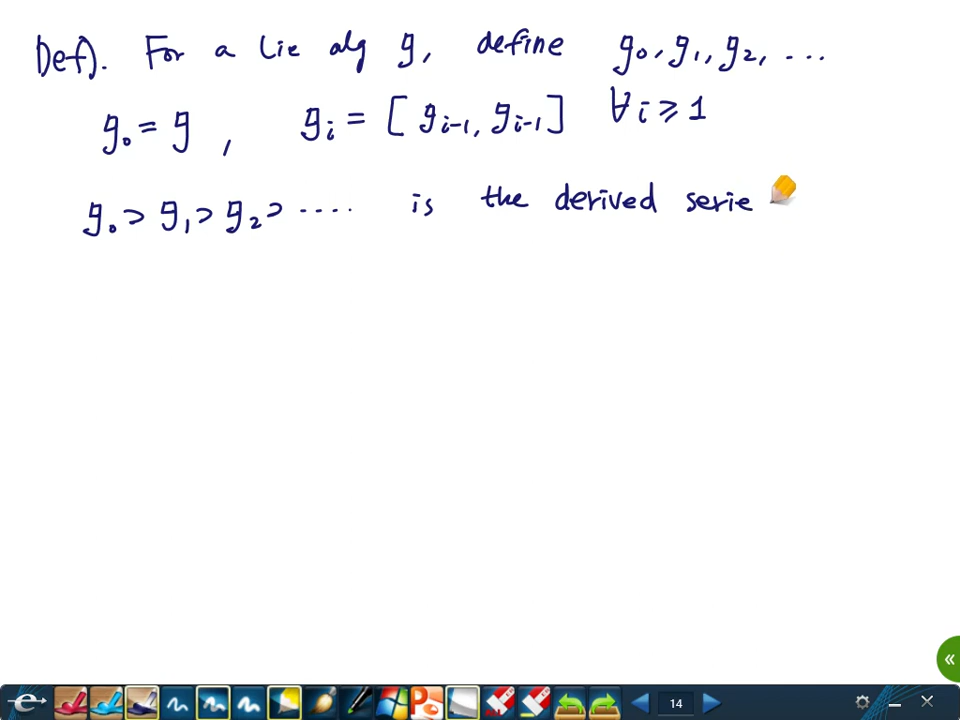 Def). For a Lie alg g, define g₀, g₁, g₂, ...
g₀ = g , gᵢ = [gᵢ₋₁, gᵢ₋₁] ∀i ≥ 1
g₀ ⊃ g₁ ⊃ g₂ ⊃ .... is the derived serie
14